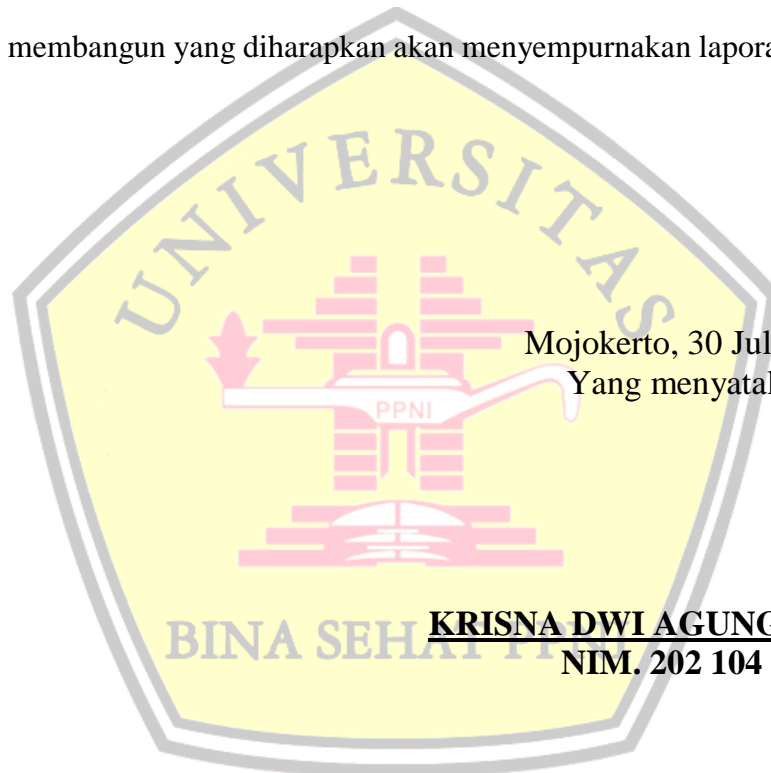 membangun yang diharapkan akan menyempurnakan lapora
UNIVERSITAS
Mojokerto, 30 Jul
Yang menyata
PPNI
KRISNA DWI AGUNG
BINA SEHAT PPNI
NIM. 202 104